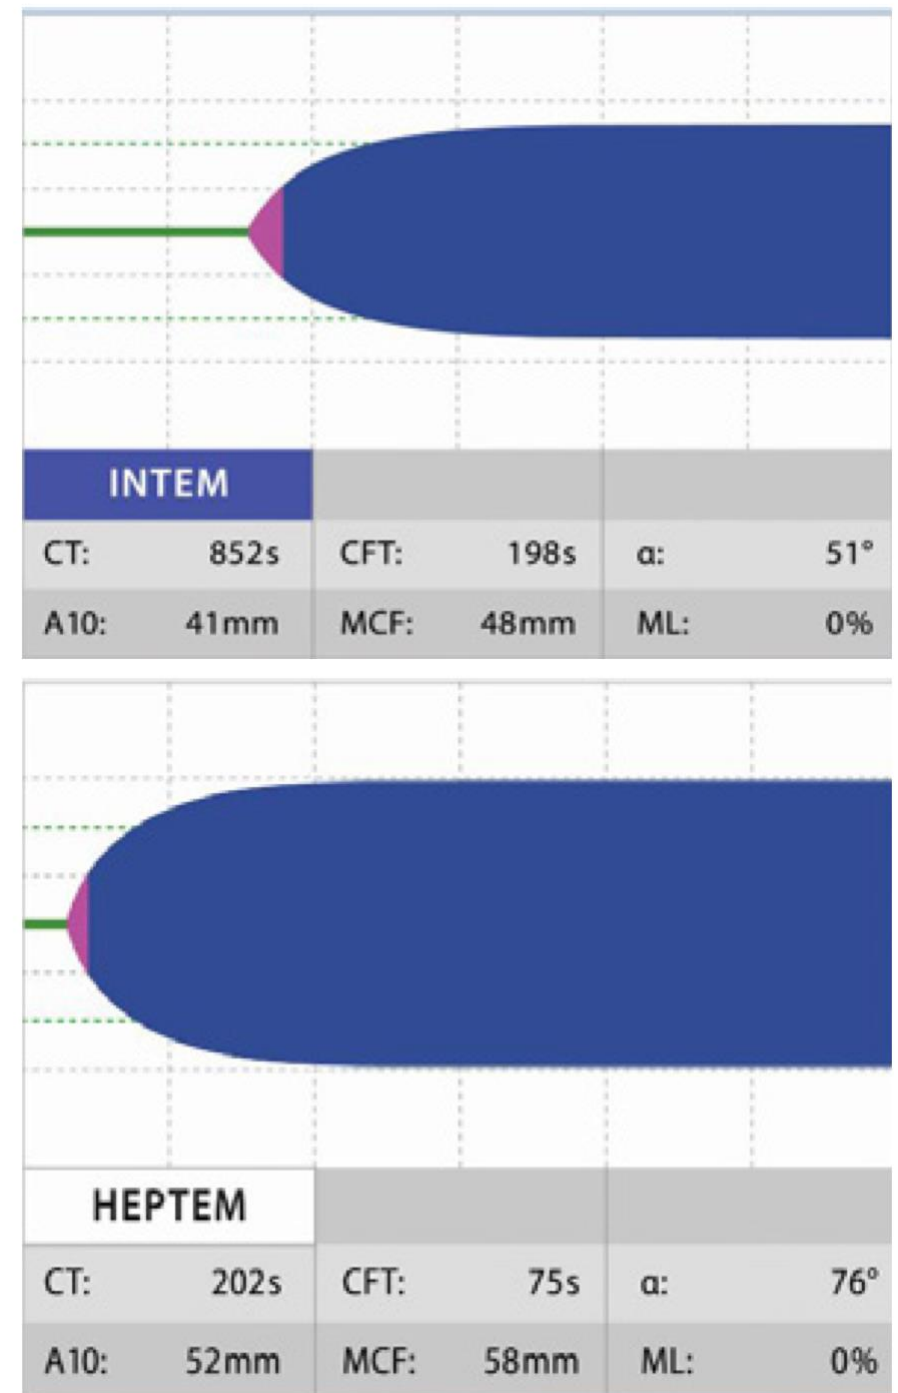 INTEM
CT: 852s CFT: 198s α: 51°
A10: 41mm MCF: 48mm ML: 0%
HEPTEM
CT: 202s CFT: 75s α: 76°
A10: 52mm MCF: 58mm ML: 0%